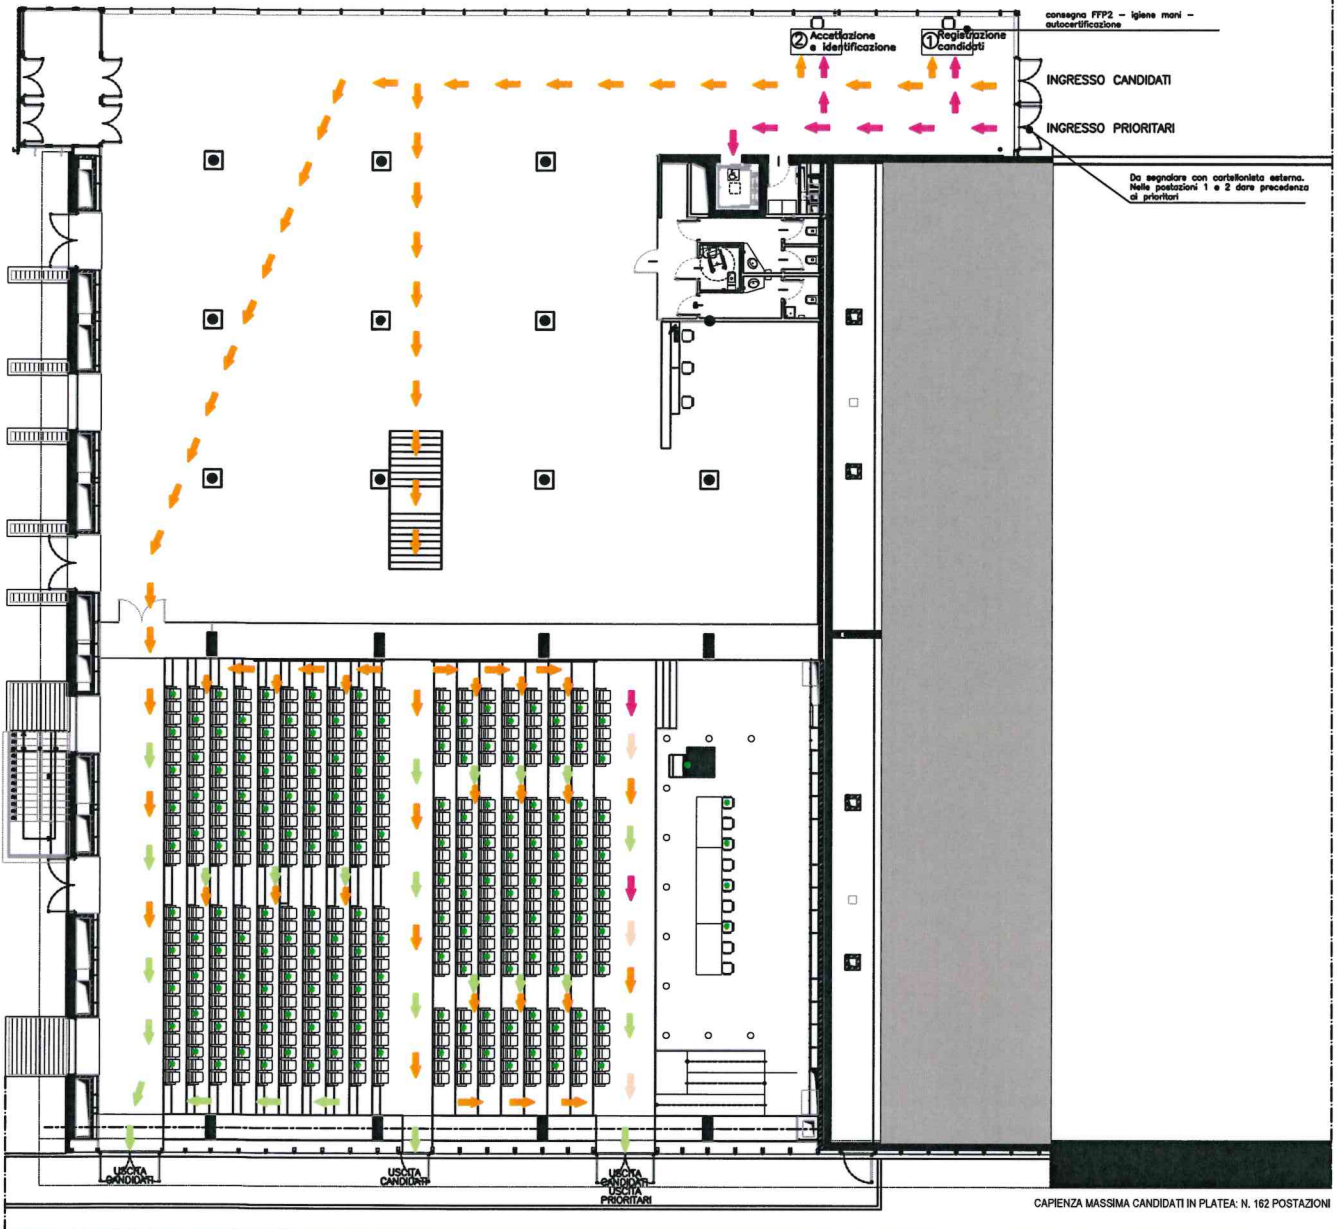 consegna FFP2 – igiene mani –
autocertificazione
② Accettazione
e identificazione
① Registrazione
candidati
INGRESSO CANDIDATI
INGRESSO PRIORITARI
Da segnalare con cartellonista esterna.
Nelle postazioni 1 e 2 dare precedenza
ai prioritari
USCITA
CANDIDATI
USCITA
CANDIDATI
USCITA
CANDIDATI
USCITA
PRIORITARI
CAPIENZA MASSIMA CANDIDATI IN PLATEA: N. 162 POSTAZIONI